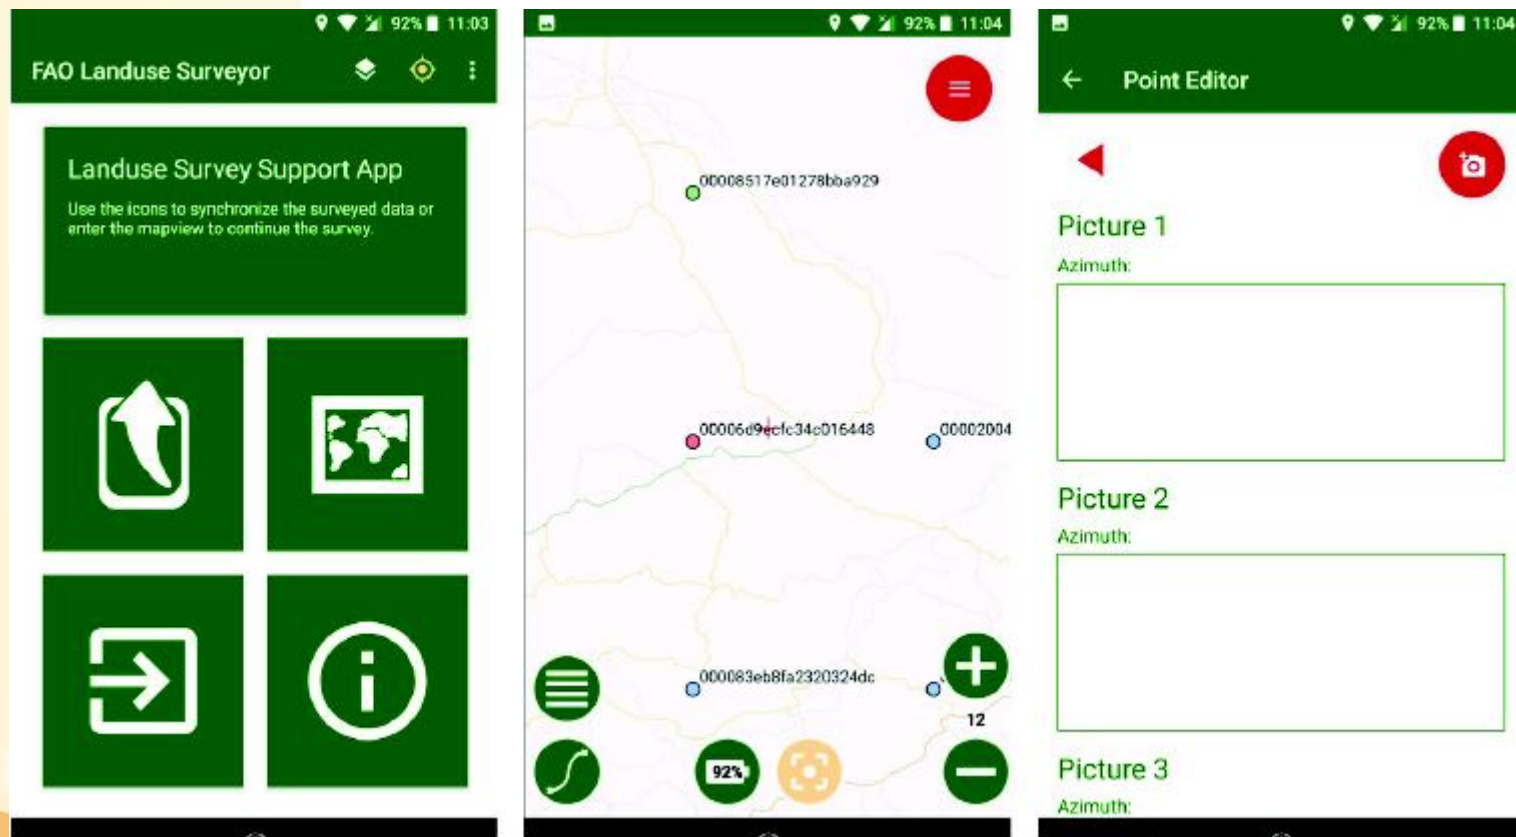 92% 11:03
FAO Landuse Surveyor
Landuse Survey Support App
Use the icons to synchronize the surveyed data or
enter the mapview to continue the survey.
92% 11:04
00008517e01278bba929
00006d9ecfc34c016448
00002004
000083eb8fa2320324dc
12
92%
92% 11:04
Point Editor
Picture 1
Azimuth:
Picture 2
Azimuth:
Picture 3
Azimuth: